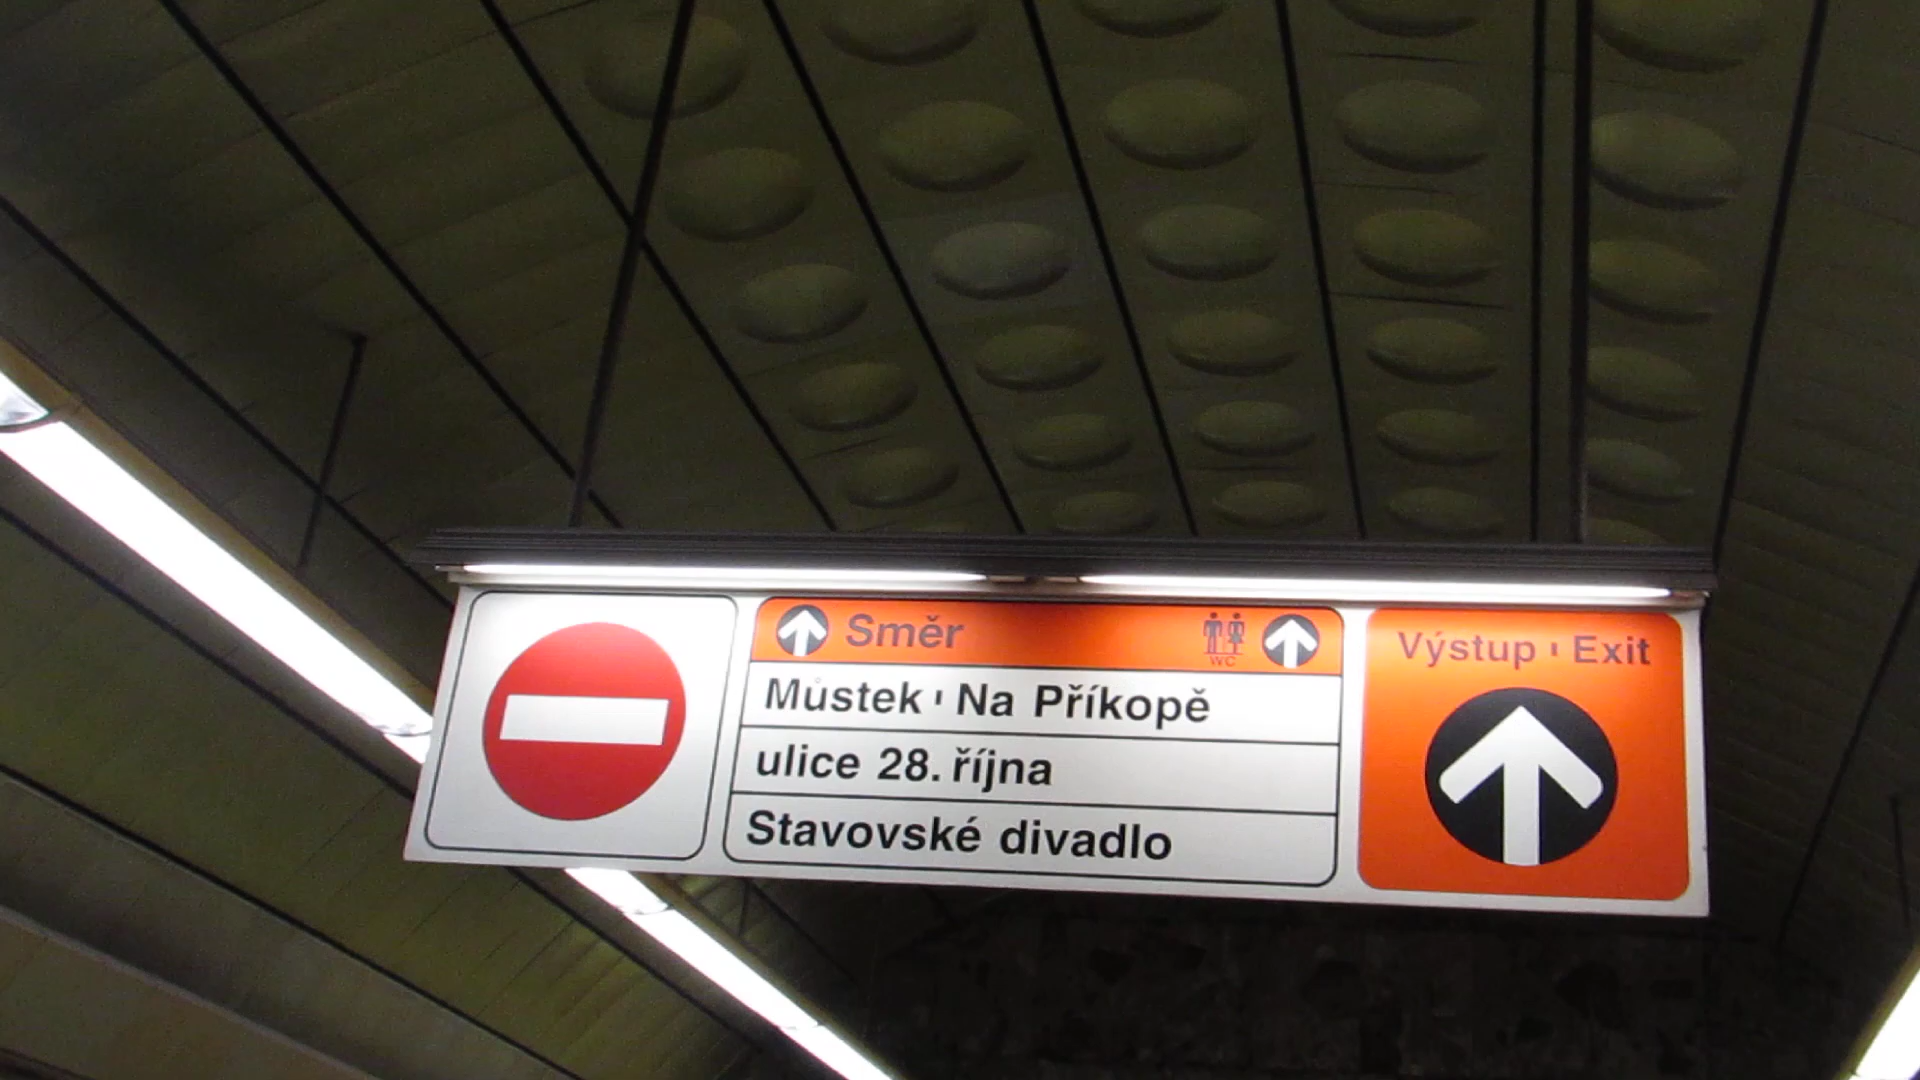 Směr
WC
Můstek ı Na Příkopě
ulice 28. října
Stavovské divadlo
Výstup ı Exit